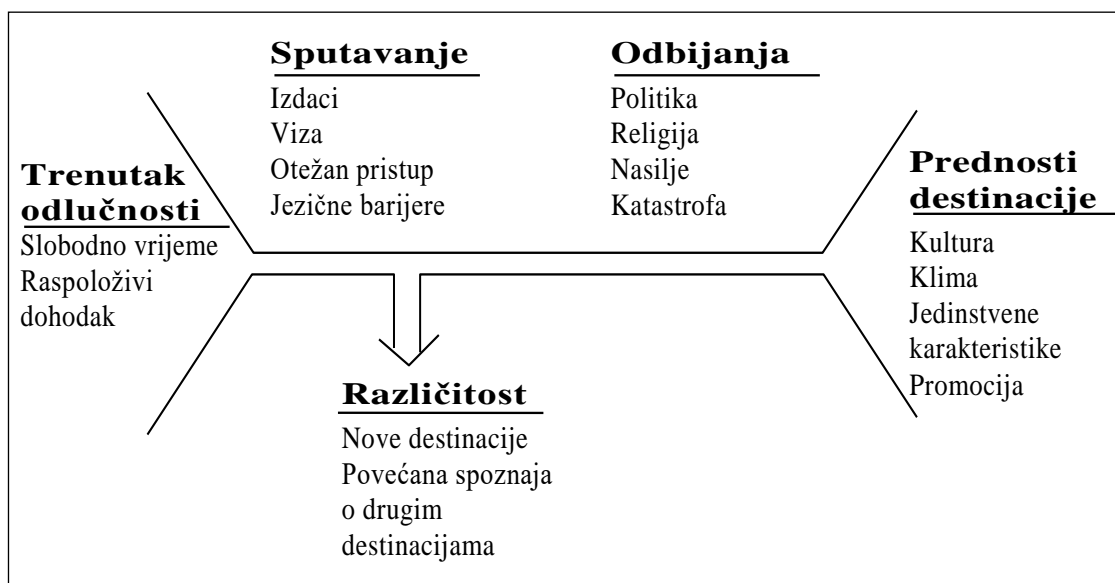 Sputavanje
Izdaci
Viza
Otežan pristup
Jezične barijere
Odbijanja
Politika
Religija
Nasilje
Katastrofa
Trenutak
odlučnosti
Slobodno vrijeme
Raspoloživi
dohodak
Prednosti
destinacije
Kultura
Klima
Jedinstvene
karakteristike
Promocija
Različitost
Nove destinacije
Povećana spoznaja
o drugim
destinacijama